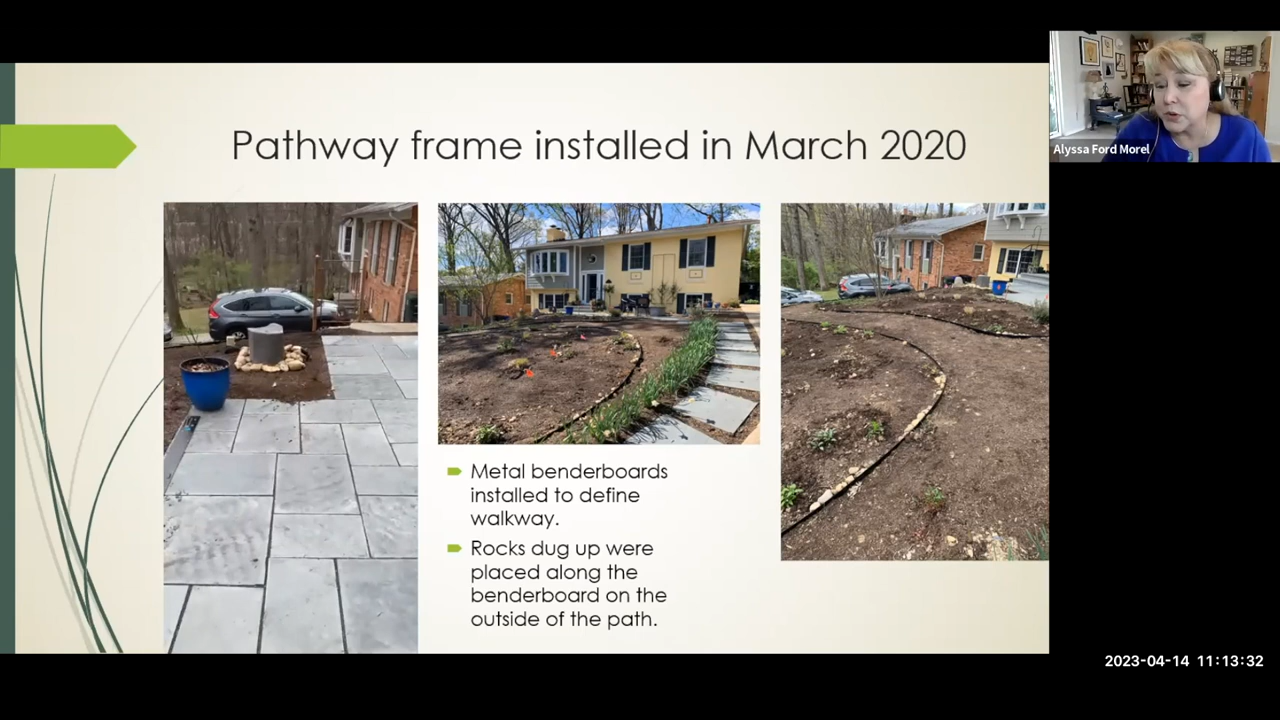 Alyssa Ford Morel
Pathway frame installed in March 2020
Metal benderboards
installed to define
walkway.
Rocks dug up were
placed along the
benderboard on the
outside of the path.
2023-04-14 11:13:32